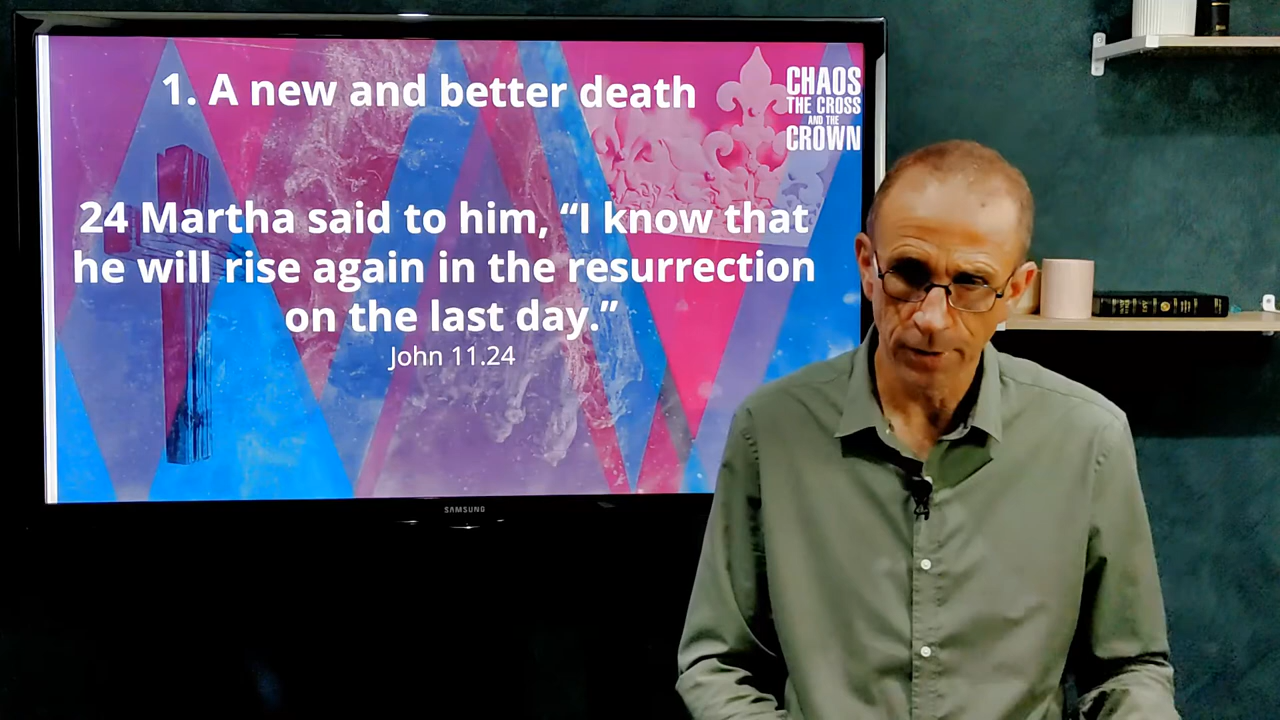 1. A new and better death
CHAOS
THE CROSS
AND THE
CROWN
24 Martha said to him, “I know that
he will rise again in the resurrection
on the last day.”
John 11.24
SAMSUNG